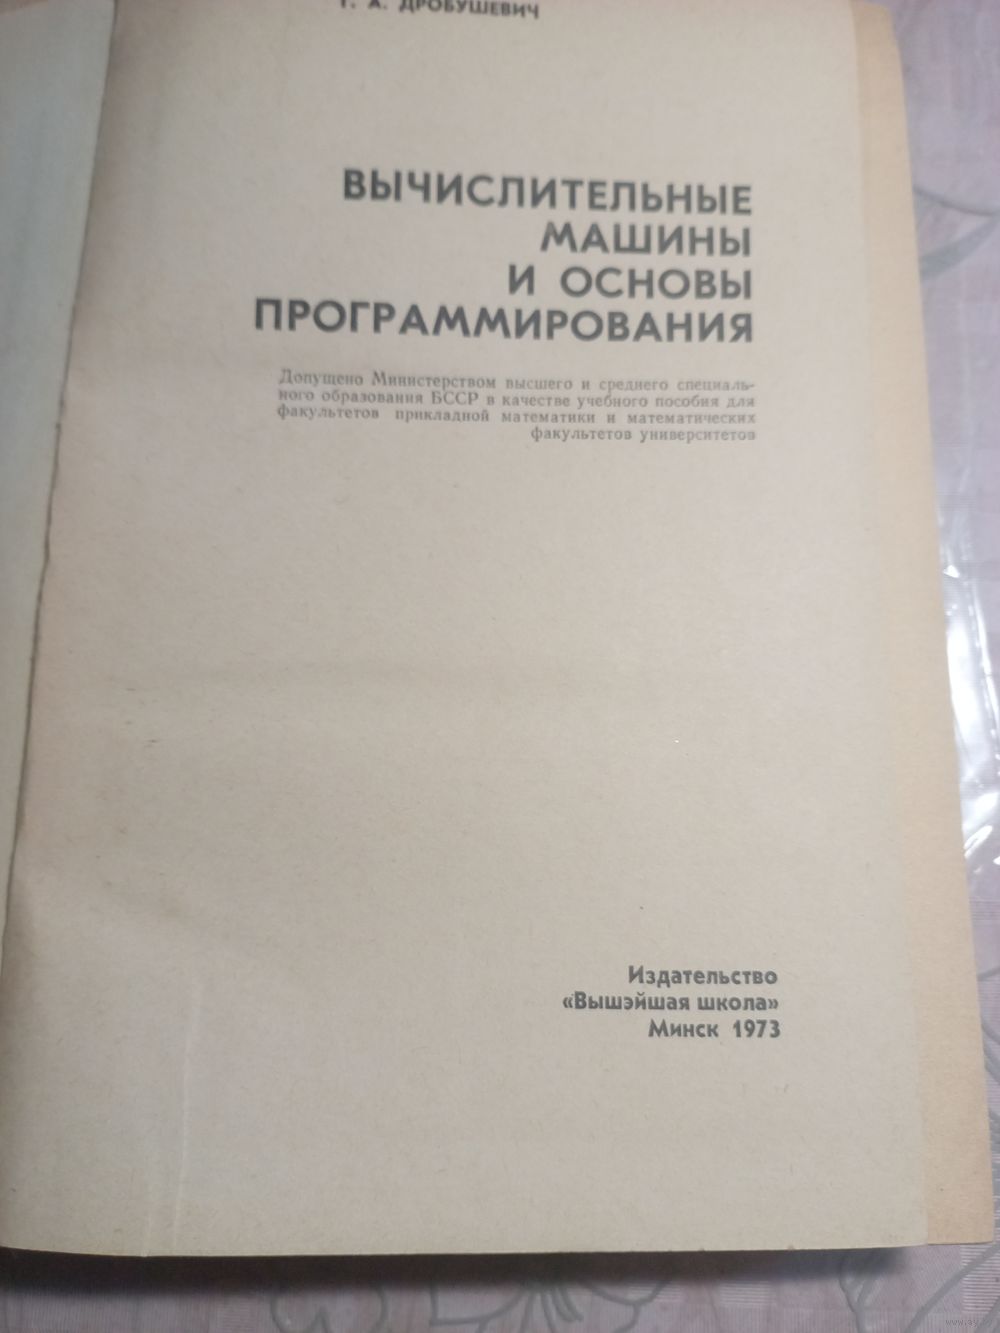 Г. А. ДРОБУШЕВИЧ
ВЫЧИСЛИТЕЛЬНЫЕ
МАШИНЫ
И ОСНОВЫ
ПРОГРАММИРОВАНИЯ
Допущено Министерством высшего и среднего специаль-
ного образования БССР в качестве учебного пособия для
факультетов прикладной математики и математических
факультетов университетов
Издательство
«Вышэйшая школа»
Минск 1973